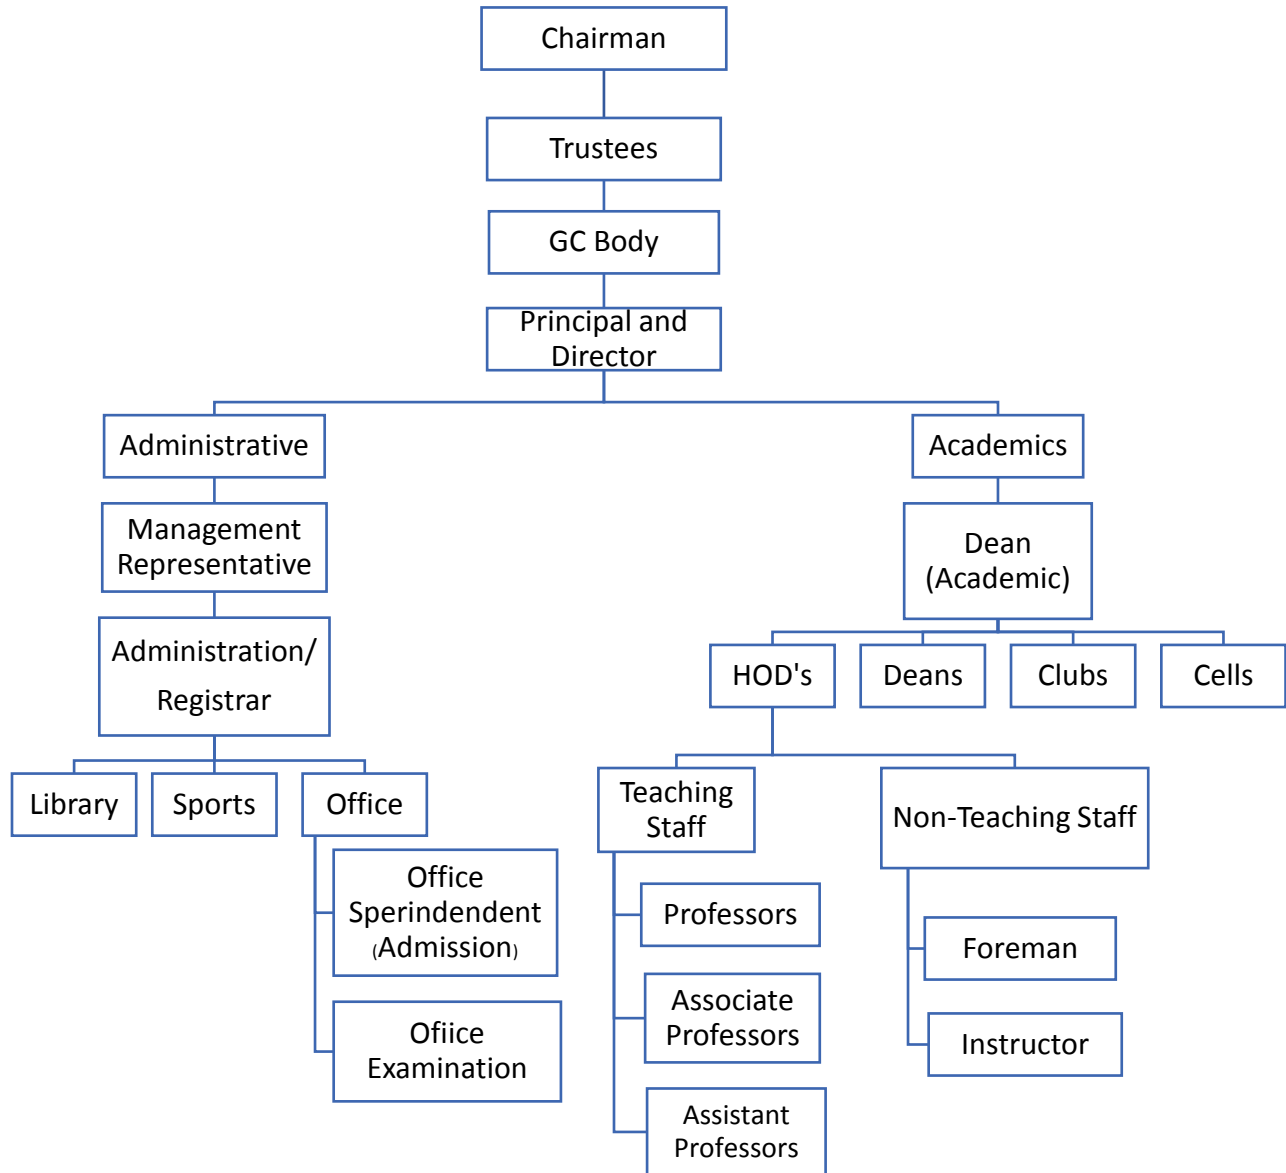 Chairman
Trustees
GC Body
Principal and
Director
Administrative
Academics
Management
Representative
Dean
(Academic)
Administration/
Registrar
HOD's
Deans
Clubs
Cells
Library
Sports
Office
Teaching
Staff
Non-Teaching Staff
Office
Sperindendent
(Admission)
Professors
Foreman
Associate
Professors
Ofiice
Examination
Instructor
Assistant
Professors